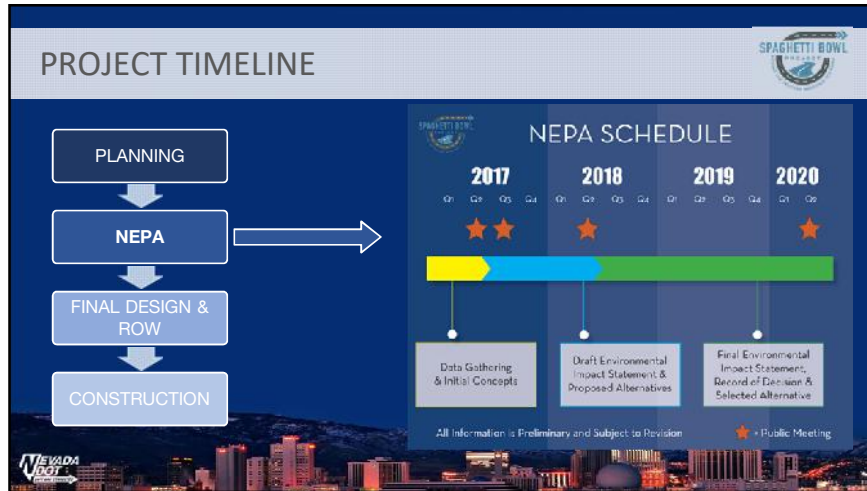 PROJECT TIMELINE
SPAGHETTI BOWL
PROJECT
PLANNING
NEPA
FINAL DESIGN &
ROW
CONSTRUCTION
SPAGHETTI BOWL
NEPA SCHEDULE
2017 2018 2019 2020
Q1 Q2 Q3 Q4 Q1 Q2 Q3 Q4 Q1 Q2 Q3 Q4 Q1 Q2
Data Gathering
& Initial Concepts
Draft Environmental
Impact Statement &
Proposed Alternatives
Final Environmental
Impact Statement,
Record of Decision &
Selected Alternative
All Information is Preliminary and Subject to Revision
= Public Meeting
NEVADA
DOT